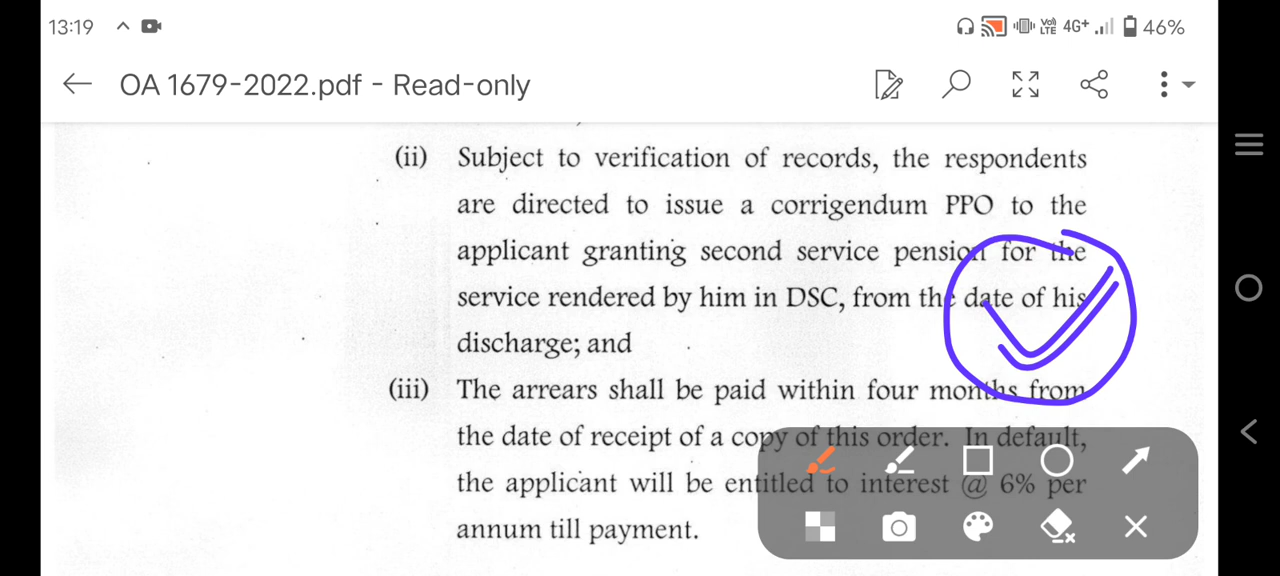 13:19 VoD LTE 4G+ 46%
OA 1679-2022.pdf - Read-only
(ii) Subject to verification of records, the respondents
are directed to issue a corrigendum PPO to the
applicant granting second service pension for the
service rendered by him in DSC, from the date of his
discharge; and
(iii) The arrears shall be paid within four months from
the date of receipt of a copy of this order. In default,
the applicant will be entitled to interest @ 6% per
annum till payment.